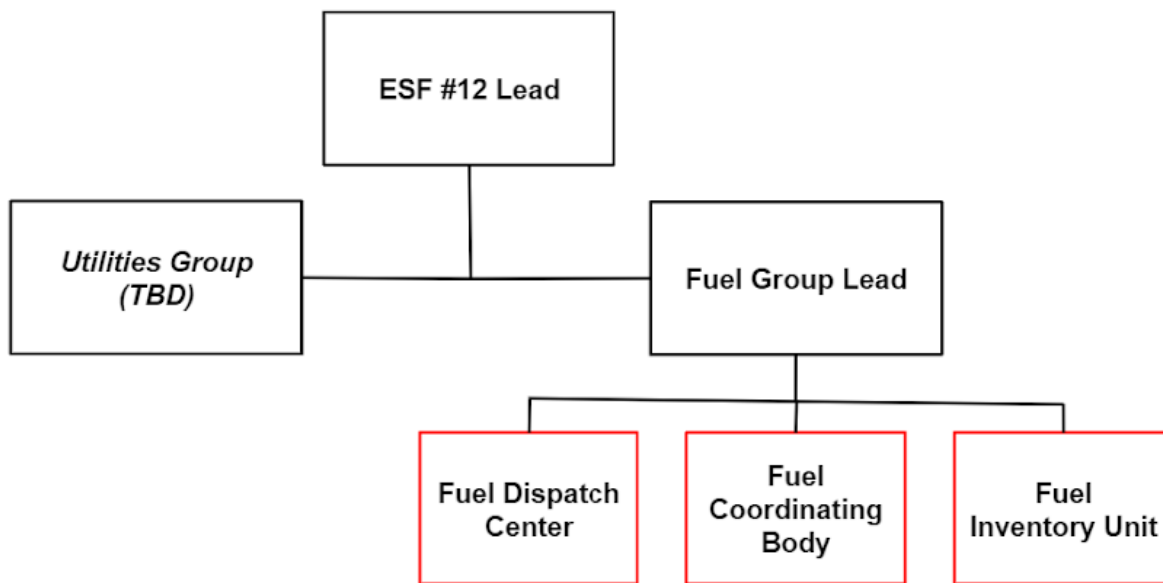 ESF #12 Lead
Utilities Group
(TBD)
Fuel Group Lead
Fuel Dispatch
Center
Fuel
Coordinating
Body
Fuel
Inventory Unit